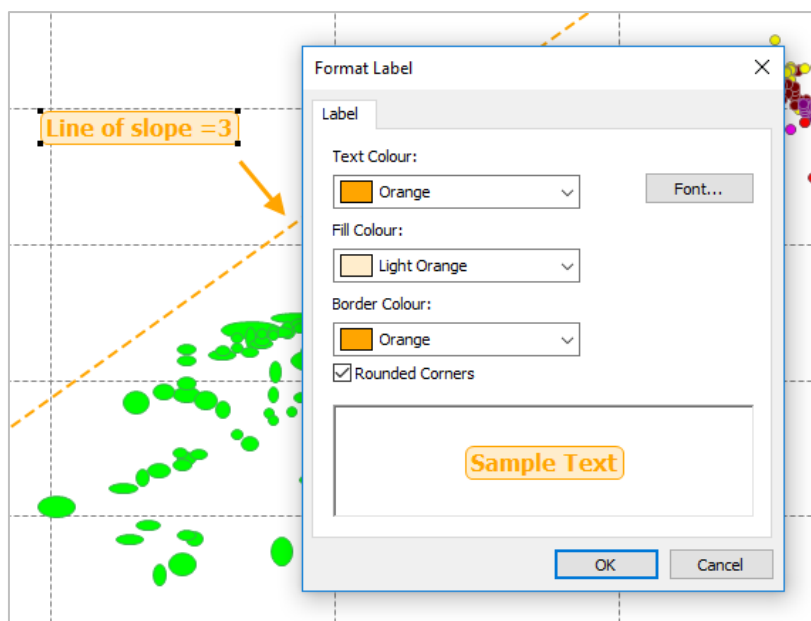 Format Label
Label
Line of slope =3
Text Colour:
Orange
Font...
Fill Colour:
Light Orange
Border Colour:
Orange
Rounded Corners
Sample Text
OK
Cancel